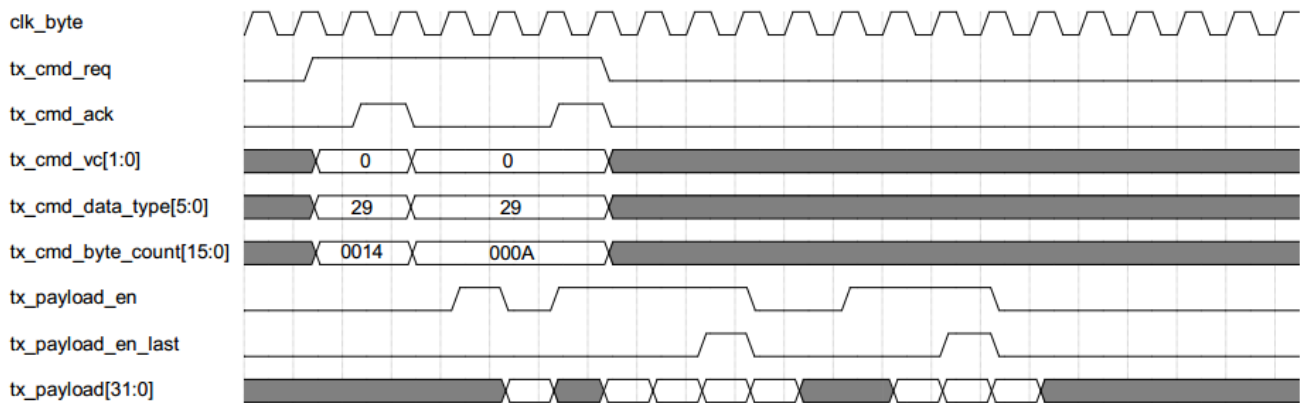 clk_byte
tx_cmd_req
tx_cmd_ack
tx_cmd_vc[1:0] 0 0
tx_cmd_data_type[5:0] 29 29
tx_cmd_byte_count[15:0] 0014 000A
tx_payload_en
tx_payload_en_last
tx_payload[31:0]